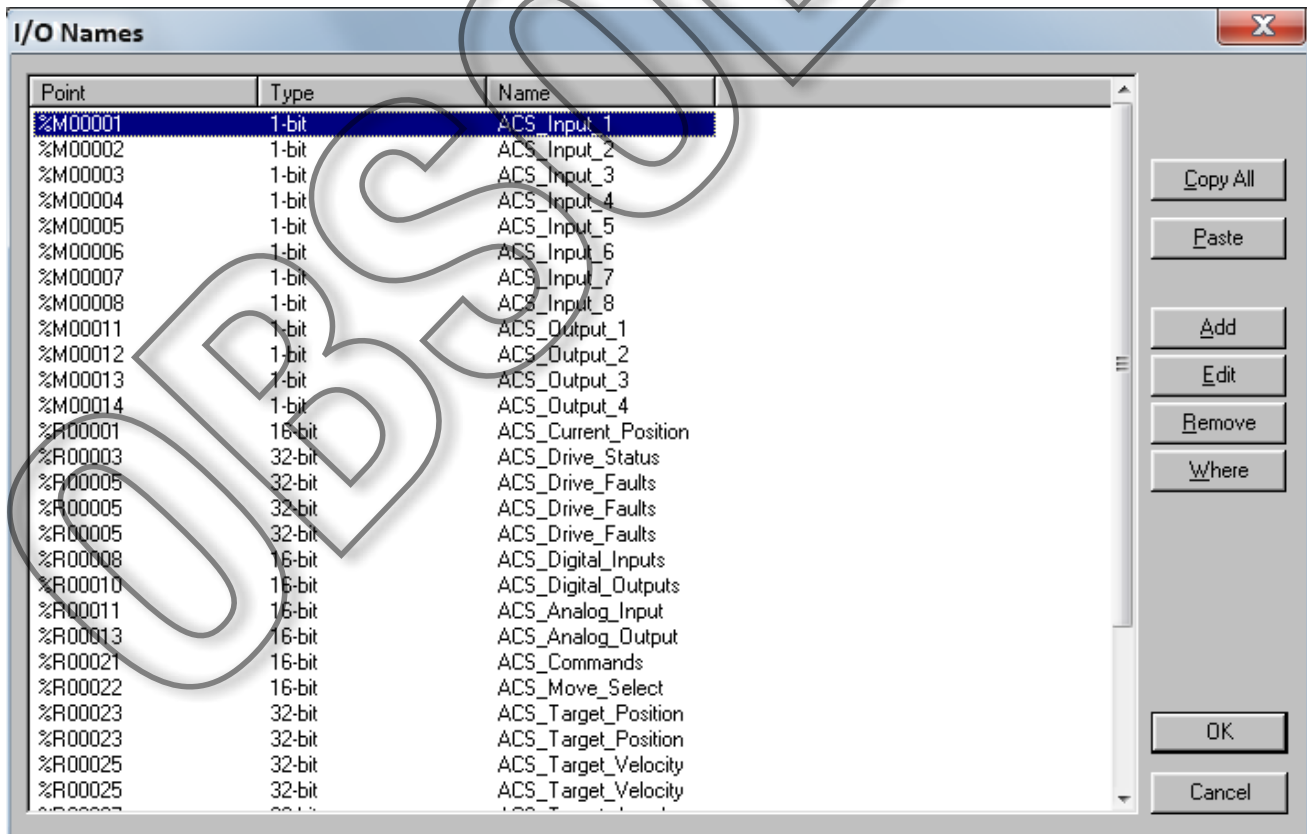 I/O Names
Point Type Name
%M00001 1-bit ACS_Input_1
%M00002 1-bit ACS_Input_2
%M00003 1-bit ACS_Input_3
%M00004 1-bit ACS_Input_4
%M00005 1-bit ACS_Input_5
%M00006 1-bit ACS_Input_6
%M00007 1-bit ACS_Input_7
%M00008 1-bit ACS_Input_8
%M00011 1-bit ACS_Output_1
%M00012 1-bit ACS_Output_2
%M00013 1-bit ACS_Output_3
%M00014 1-bit ACS_Output_4
%R00001 16-bit ACS_Current_Position
%R00003 32-bit ACS_Drive_Status
%R00005 32-bit ACS_Drive_Faults
%R00005 32-bit ACS_Drive_Faults
%R00005 32-bit ACS_Drive_Faults
%R00008 16-bit ACS_Digital_Inputs
%R00010 16-bit ACS_Digital_Outputs
%R00011 16-bit ACS_Analog_Input
%R00013 16-bit ACS_Analog_Output
%R00021 16-bit ACS_Commands
%R00022 16-bit ACS_Move_Select
%R00023 32-bit ACS_Target_Position
%R00023 32-bit ACS_Target_Position
%R00025 32-bit ACS_Target_Velocity
%R00025 32-bit ACS_Target_Velocity
Copy All
Paste
Add
Edit
Remove
Where
OK
Cancel